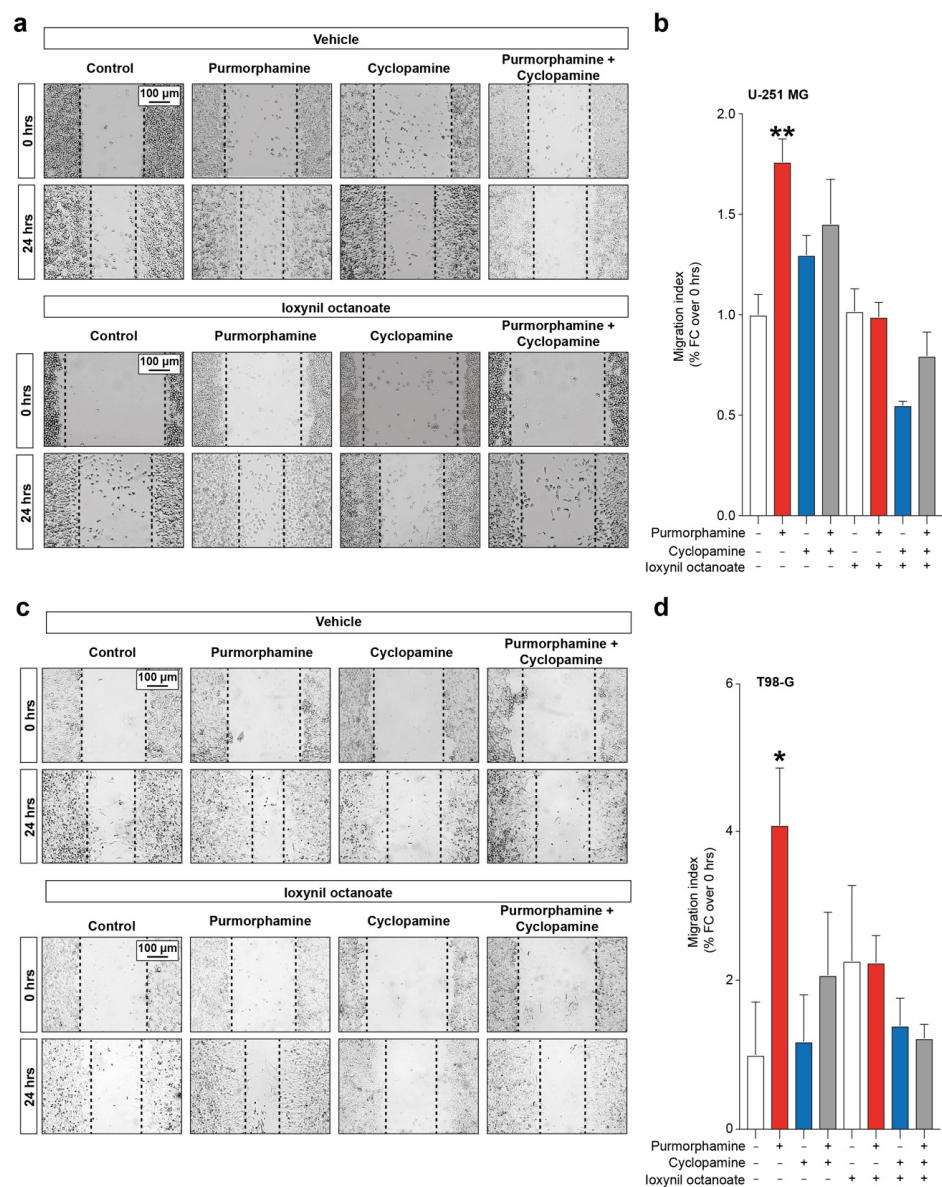 a
Vehicle
Control
Purmorphamine
Cyclopamine
Purmorphamine +
Cyclopamine
0 hrs
100 µm
24 hrs
Ioxynil octanoate
Control
Purmorphamine
Cyclopamine
Purmorphamine +
Cyclopamine
0 hrs
100 µm
24 hrs
b
U-251 MG
Migration index
(% FC over 0 hrs)
2.0
1.5
1.0
0.5
0.0
**
Purmorphamine – + – + – + – +
Cyclopamine – – + + – – + +
Ioxynil octanoate – – – – + + + +
c
Vehicle
Control
Purmorphamine
Cyclopamine
Purmorphamine +
Cyclopamine
0 hrs
100 µm
24 hrs
Ioxynil octanoate
Control
Purmorphamine
Cyclopamine
Purmorphamine +
Cyclopamine
0 hrs
100 µm
24 hrs
d
T98-G
Migration index
(% FC over 0 hrs)
6
4
2
0
*
Purmorphamine – + – + – + – +
Cyclopamine – – + + – – + +
Ioxynil octanoate – – – – + + + +